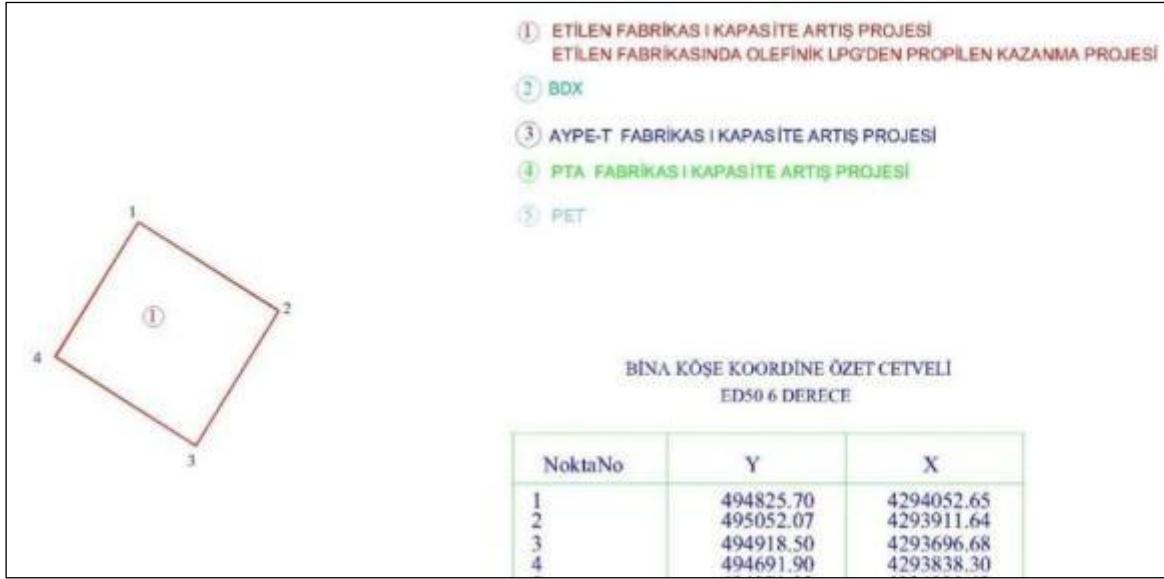 ① ETİLEN FABRİKAS I KAPASİTE ARTIŞ PROJESİ
ETİLEN FABRİKASINDA OLEFİNİK LPG'DEN PROPİLEN KAZANMA PROJESİ
② BDX
③ AYPE-T FABRİKAS I KAPASİTE ARTIŞ PROJESİ
④ PTA FABRİKAS I KAPASİTE ARTIŞ PROJESİ
⑤ PET
1
2
①
4
3
BİNA KÖŞE KOORDİNE ÖZET CETVELİ
ED50 6 DERECE
NoktaNo Y X
1 494825.70 4294052.65
2 495052.07 4293911.64
3 494918.50 4293696.68
4 494691.90 4293838.30